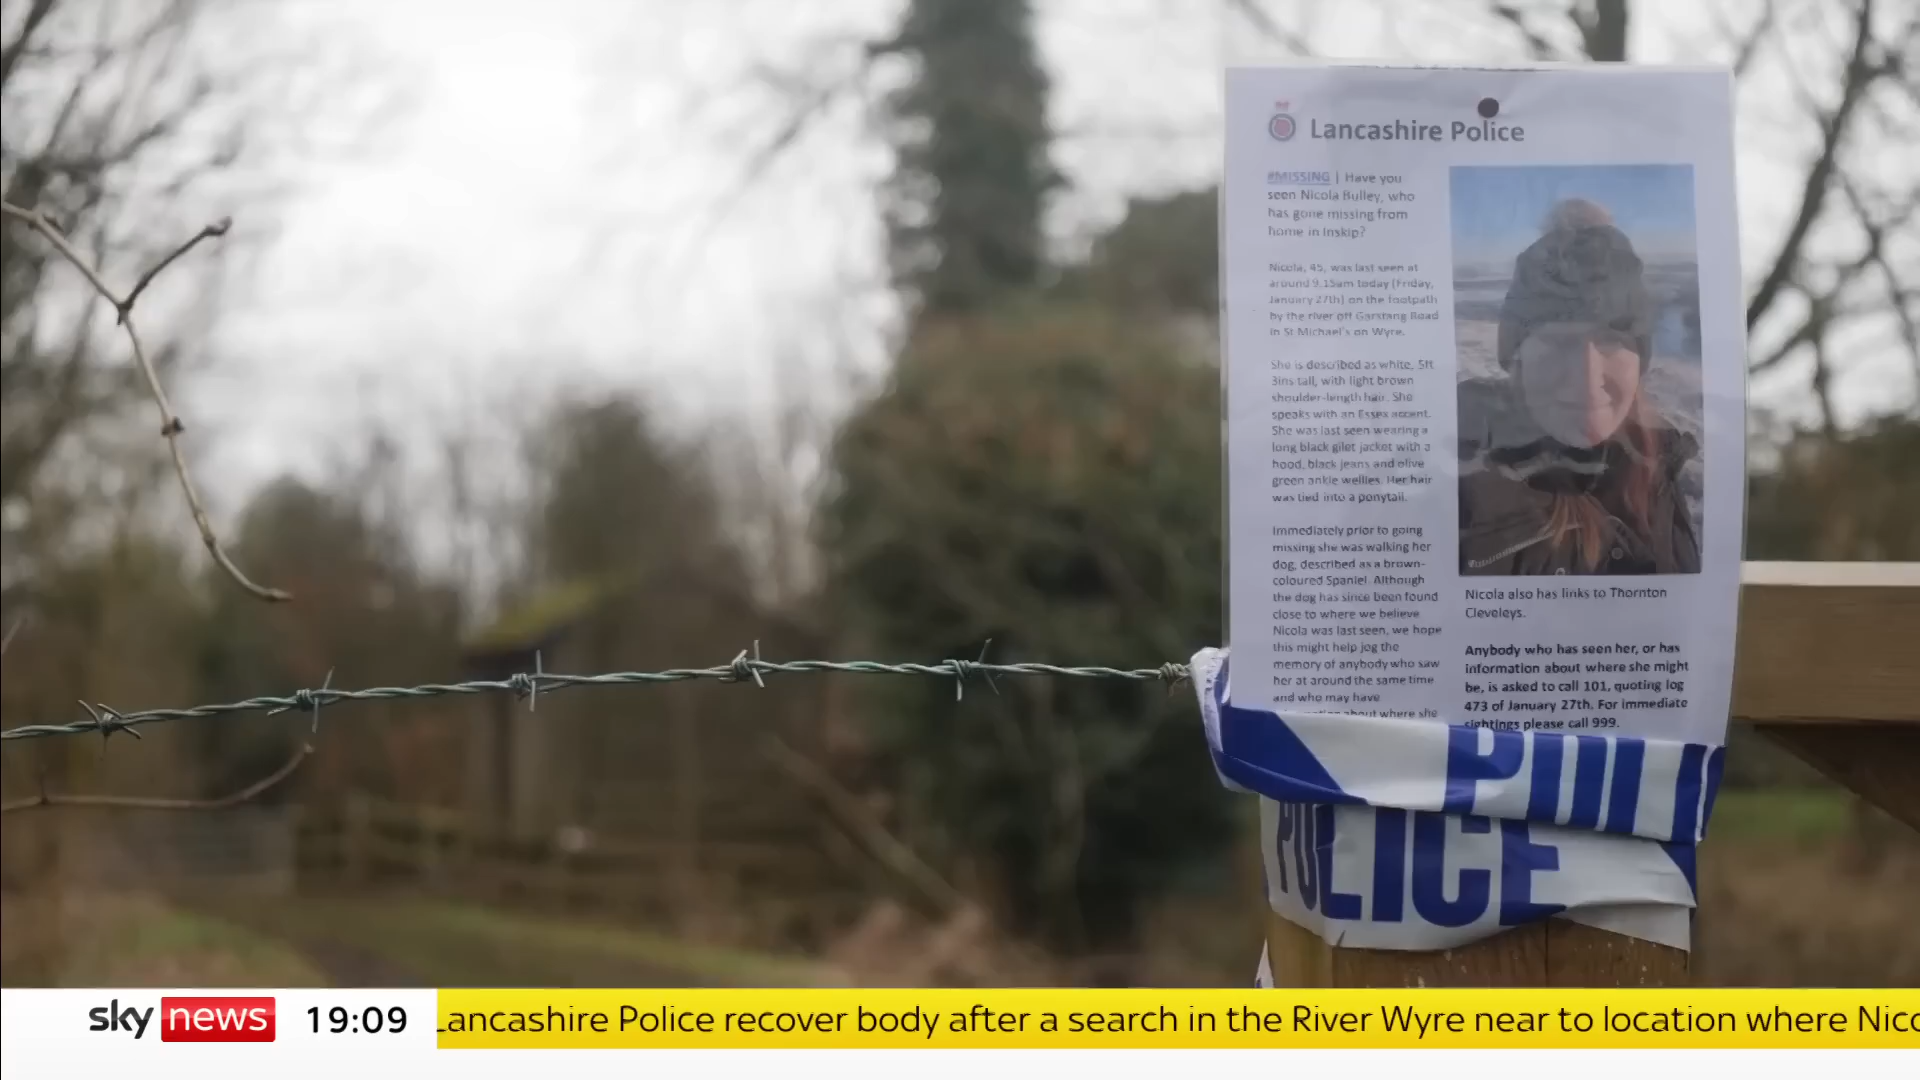 Lancashire Police
#MISSING | Have you
seen Nicola Bulley, who
has gone missing from
home in Inskip?
Nicola, 45, was last seen at
around 9.15am today (Friday,
January 27th) on the footpath
by the river off Garstang Road
in St Michael's on Wyre.
She is described as white, 5ft
3ins tall, with light brown
shoulder-length hair. She
speaks with an Essex accent.
She was last seen wearing a
long black gilet jacket with a
hood, black jeans and olive
green ankle wellies. Her hair
was tied into a ponytail.
Immediately prior to going
missing she was walking her
dog, described as a brown-
coloured Spaniel. Although
the dog has since been found
close to where we believe
Nicola was last seen, we hope
this might help jog the
memory of anybody who saw
her at around the same time
and who may have
about where she
Nicola also has links to Thornton
Cleveleys.
Anybody who has seen her, or has
information about where she might
be, is asked to call 101, quoting log
473 of January 27th. For immediate
sightings please call 999.
POLI
POLICE
sky news 19:09 Lancashire Police recover body after a search in the River Wyre near to location where Nico